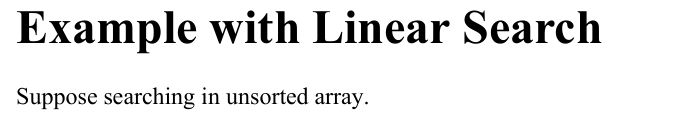 Example with Linear Search
Suppose searching in unsorted array.